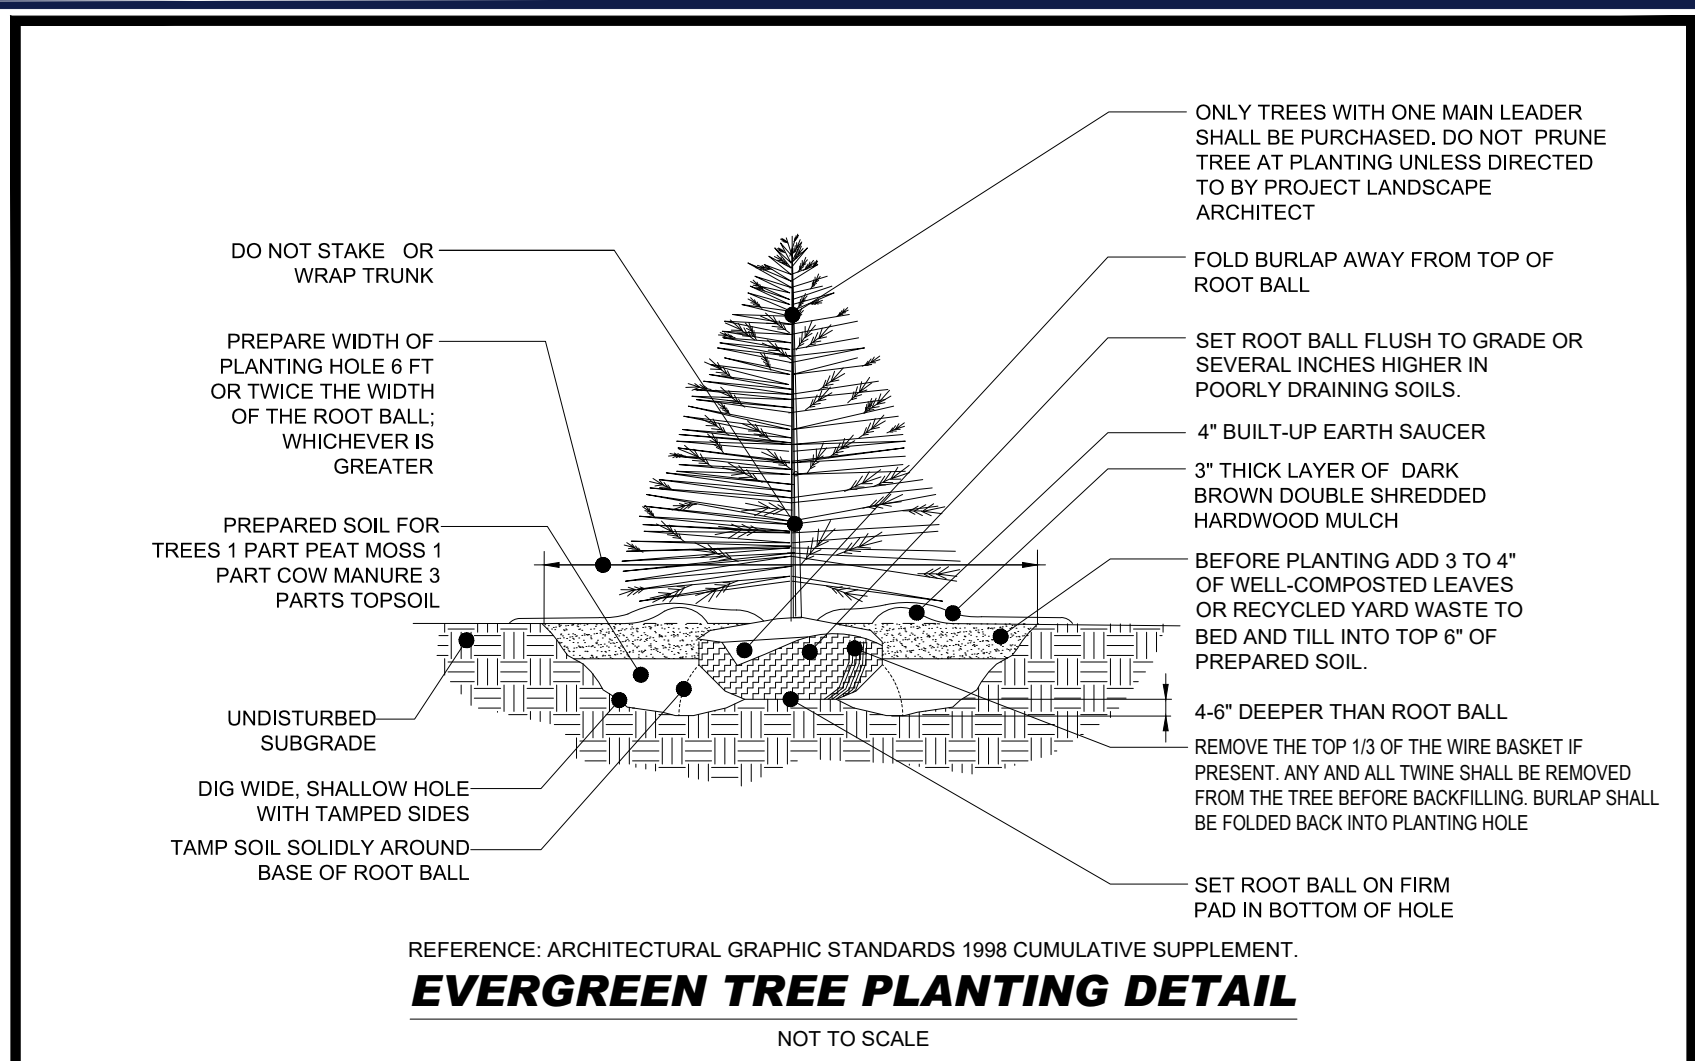 DO NOT STAKE OR
WRAP TRUNK
PREPARE WIDTH OF
PLANTING HOLE 6 FT
OR TWICE THE WIDTH
OF THE ROOT BALL;
WHICHEVER IS
GREATER
PREPARED SOIL FOR
TREES 1 PART PEAT MOSS 1
PART COW MANURE 3
PARTS TOPSOIL
UNDISTURBED
SUBGRADE
DIG WIDE, SHALLOW HOLE
WITH TAMPED SIDES
TAMP SOIL SOLIDLY AROUND
BASE OF ROOT BALL
ONLY TREES WITH ONE MAIN LEADER
SHALL BE PURCHASED. DO NOT PRUNE
TREE AT PLANTING UNLESS DIRECTED
TO BY PROJECT LANDSCAPE
ARCHITECT
FOLD BURLAP AWAY FROM TOP OF
ROOT BALL
SET ROOT BALL FLUSH TO GRADE OR
SEVERAL INCHES HIGHER IN
POORLY DRAINING SOILS.
4" BUILT-UP EARTH SAUCER
3" THICK LAYER OF DARK
BROWN DOUBLE SHREDDED
HARDWOOD MULCH
BEFORE PLANTING ADD 3 TO 4"
OF WELL-COMPOSTED LEAVES
OR RECYCLED YARD WASTE TO
BED AND TILL INTO TOP 6" OF
PREPARED SOIL.
4-6" DEEPER THAN ROOT BALL
REMOVE THE TOP 1/3 OF THE WIRE BASKET IF
PRESENT. ANY AND ALL TWINE SHALL BE REMOVED
FROM THE TREE BEFORE BACKFILLING. BURLAP SHALL
BE FOLDED BACK INTO PLANTING HOLE
SET ROOT BALL ON FIRM
PAD IN BOTTOM OF HOLE
REFERENCE: ARCHITECTURAL GRAPHIC STANDARDS 1998 CUMULATIVE SUPPLEMENT.
EVERGREEN TREE PLANTING DETAIL
NOT TO SCALE